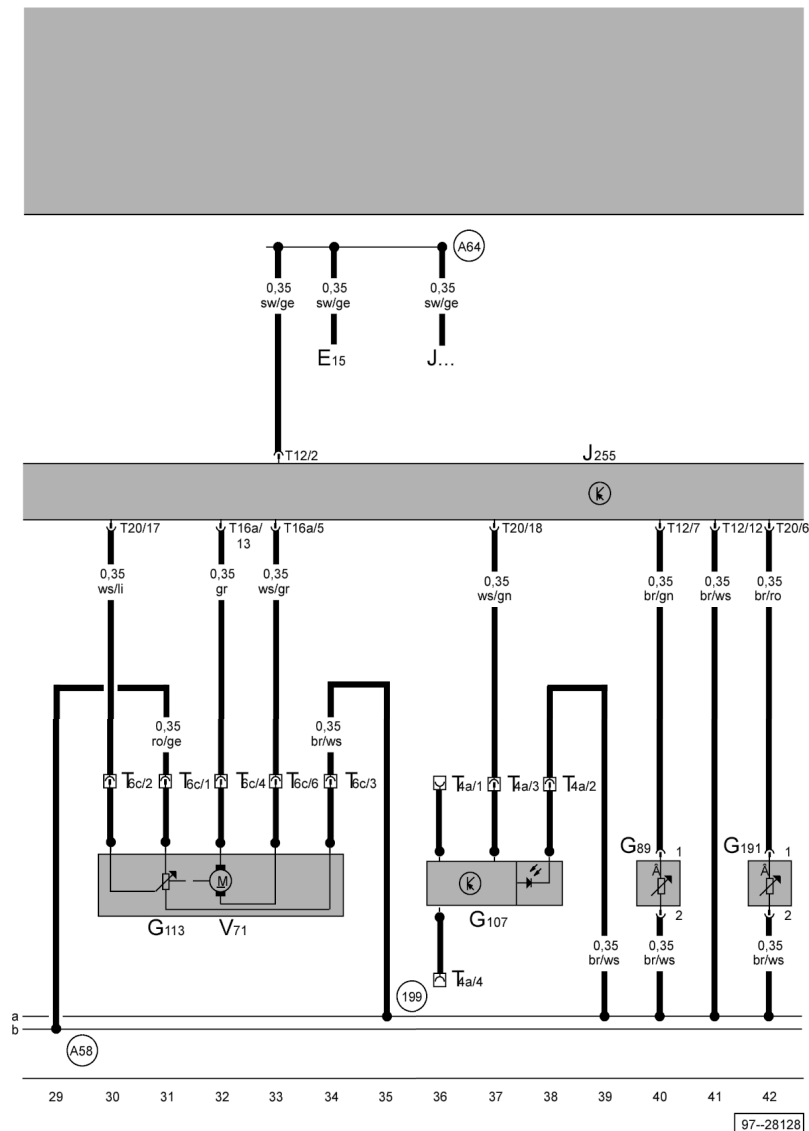 A64
0,35 0,35 0,35
sw/ge sw/ge sw/ge
E15 J...
T12/2 J255
T20/17 T16a/13 T16a/5 T20/18 T12/7 T12/12 T20/6
0,35 0,35 0,35 0,35 0,35 0,35 0,35
ws/li gr ws/gr ws/gn br/gn br/ws br/ro
0,35 0,35
ro/ge br/ws
T6c/2 T6c/1 T6c/4 T6c/6 T6c/3 T4a/1 T4a/3 T4a/2
G89 1 G191 1
M Â Â
G113 V71 G107 2 2
0,35 0,35 0,35
br/ws br/ws br/ws
T4a/4
199
a
b
A58
29 30 31 32 33 34 35 36 37 38 39 40 41 42
97--28128